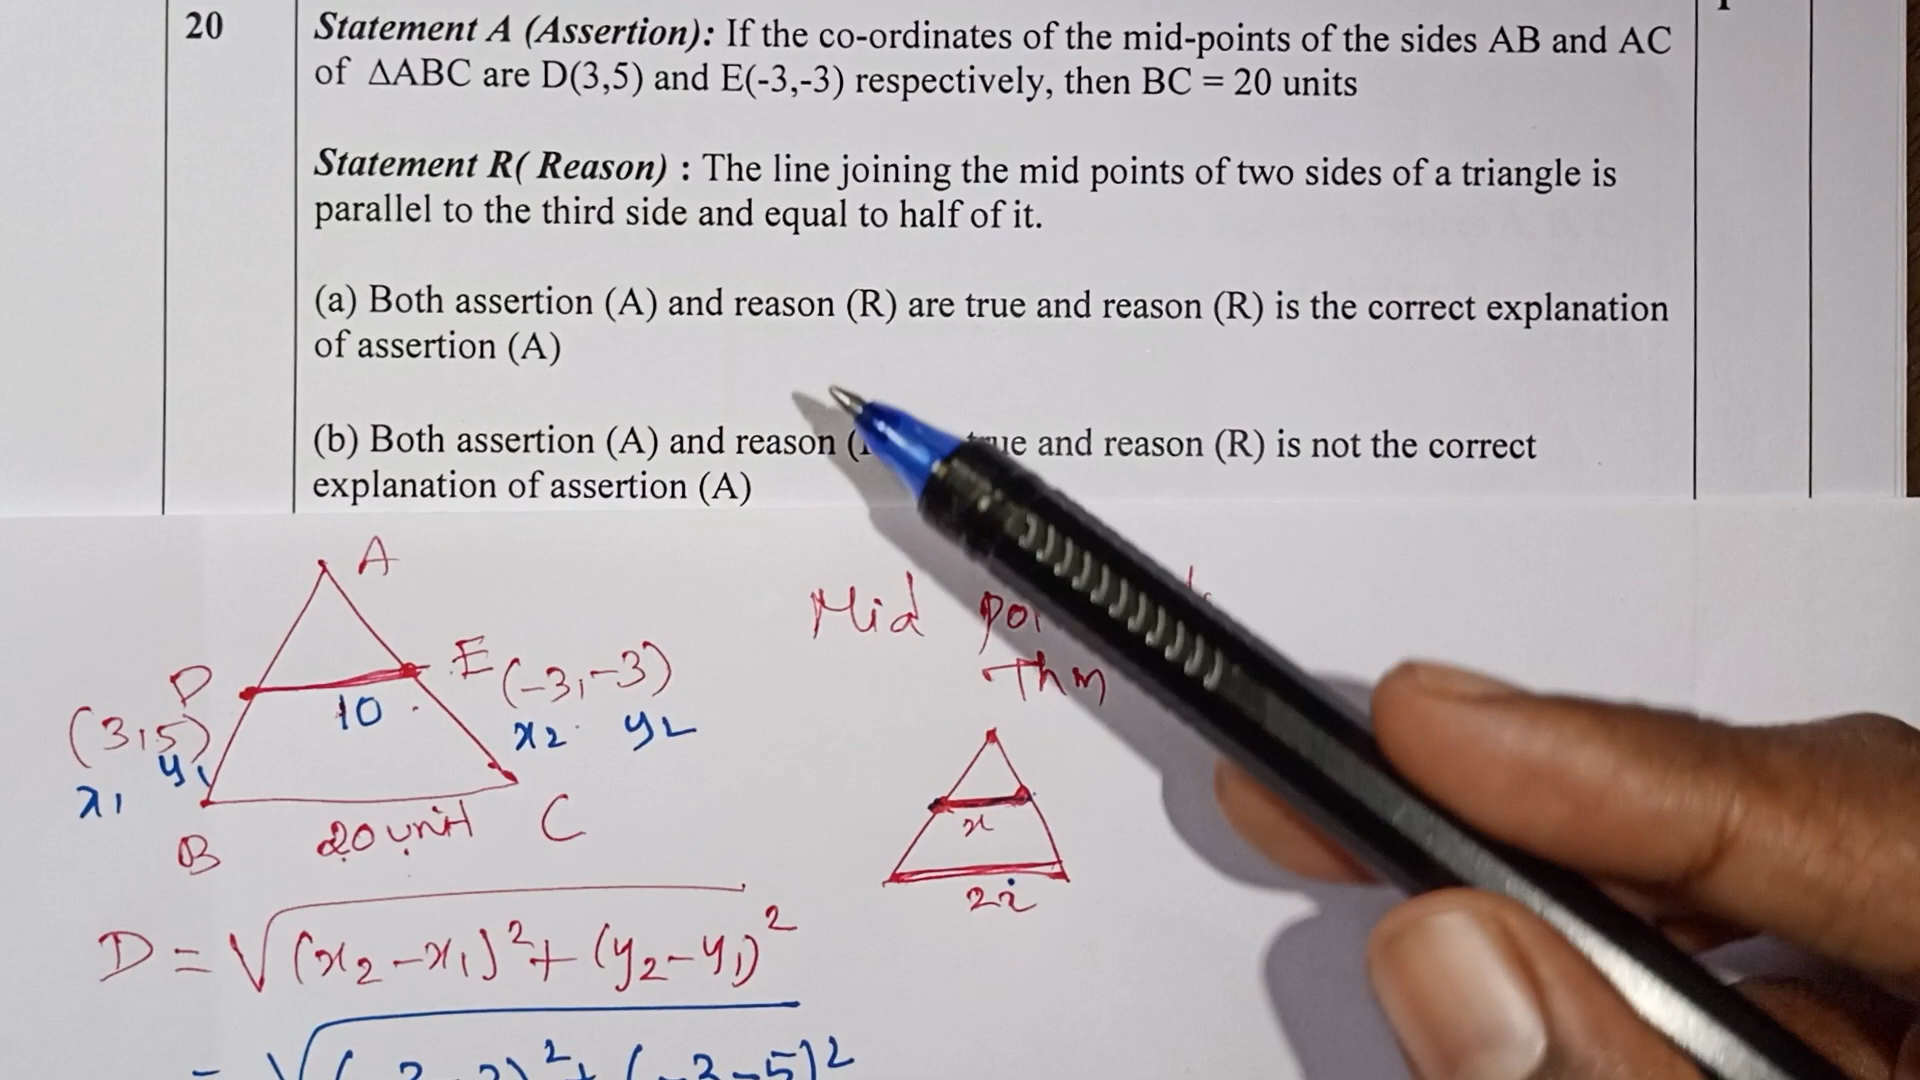 20
Statement A (Assertion): If the co-ordinates of the mid-points of the sides AB and AC
of ΔABC are D(3,5) and E(-3,-3) respectively, then BC = 20 units
Statement R( Reason) : The line joining the mid points of two sides of a triangle is
parallel to the third side and equal to half of it.
(a) Both assertion (A) and reason (R) are true and reason (R) is the correct explanation
of assertion (A)
(b) Both assertion (A) and reason and reason (R) is not the correct
explanation of assertion (A)
A
D
E (-3,-3)
(3,5)
10
x2 y2
x1 y1
B
20 unit
C
Mid
Thm
x
D = √(x2-x1)²+(y2-y1)²